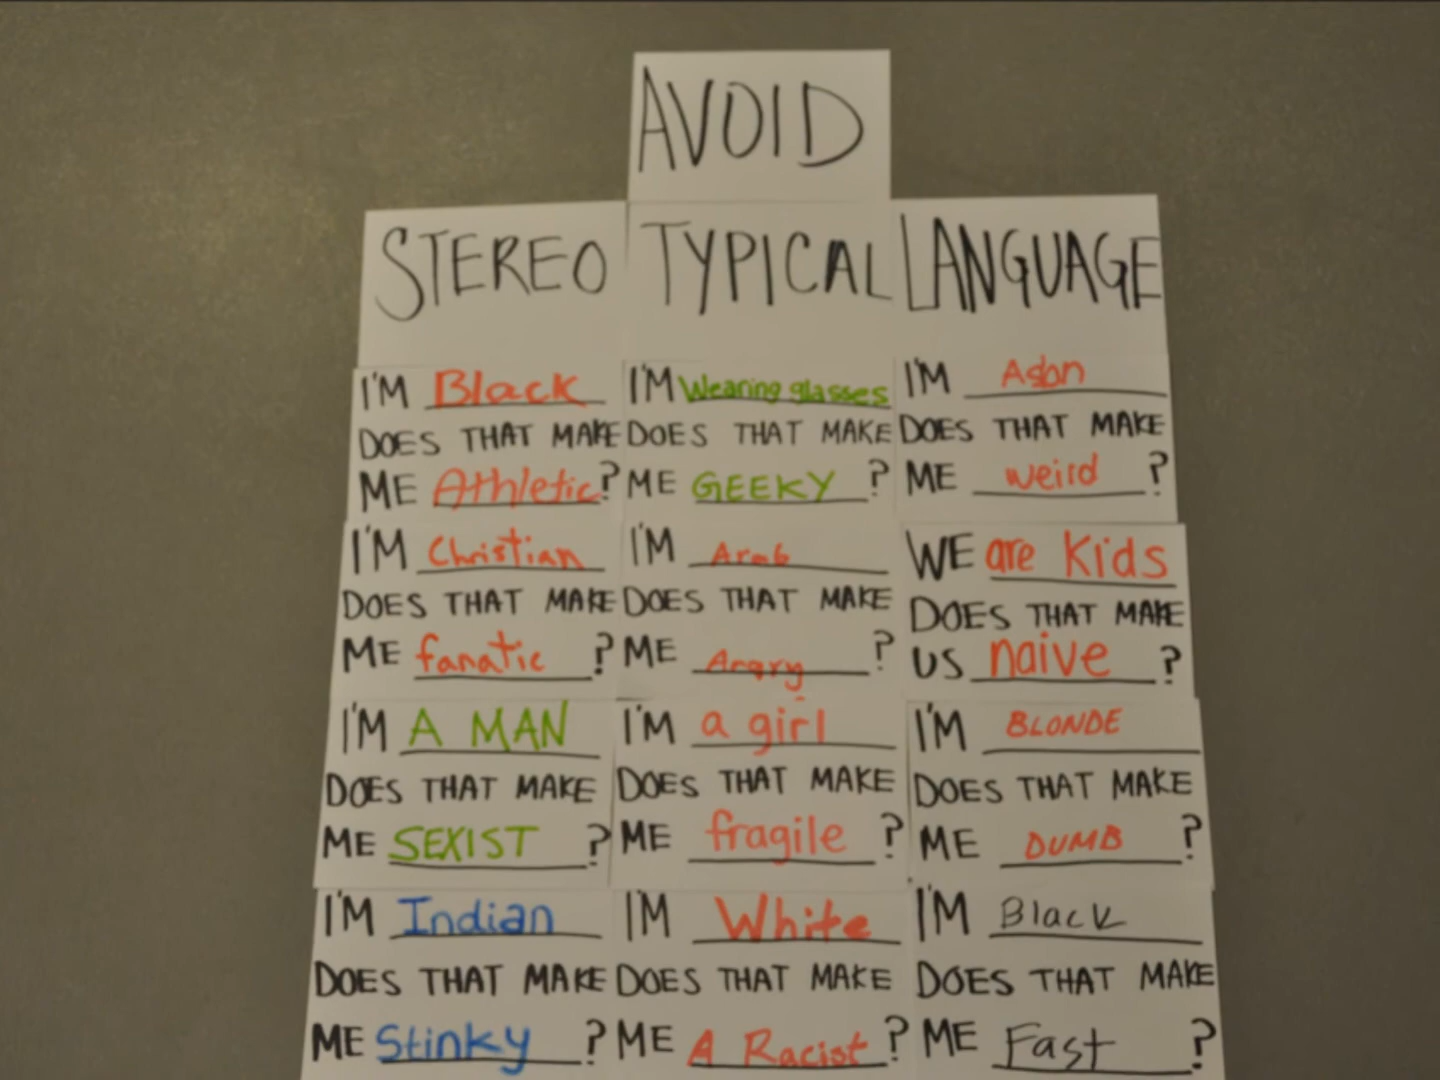 AVOID
STEREO TYPICAL LANGUAGE
I'M Black
DOES THAT MAKE
ME Athletic?
I'M Wearing glasses
DOES THAT MAKE
ME GEEKY?
I'M Asian
DOES THAT MAKE
ME weird?
I'M Christian
DOES THAT MAKE
ME fanatic?
I'M Arab
DOES THAT MAKE
ME Angry?
WE are Kids
DOES THAT MAKE
US naive?
I'M A MAN
DOES THAT MAKE
ME SEXIST?
I'M a girl
DOES THAT MAKE
ME fragile?
I'M BLONDE
DOES THAT MAKE
ME DUMB?
I'M Indian
DOES THAT MAKE
ME Stinky?
I'M White
DOES THAT MAKE
ME A Racist?
I'M Black
DOES THAT MAKE
ME Fast?